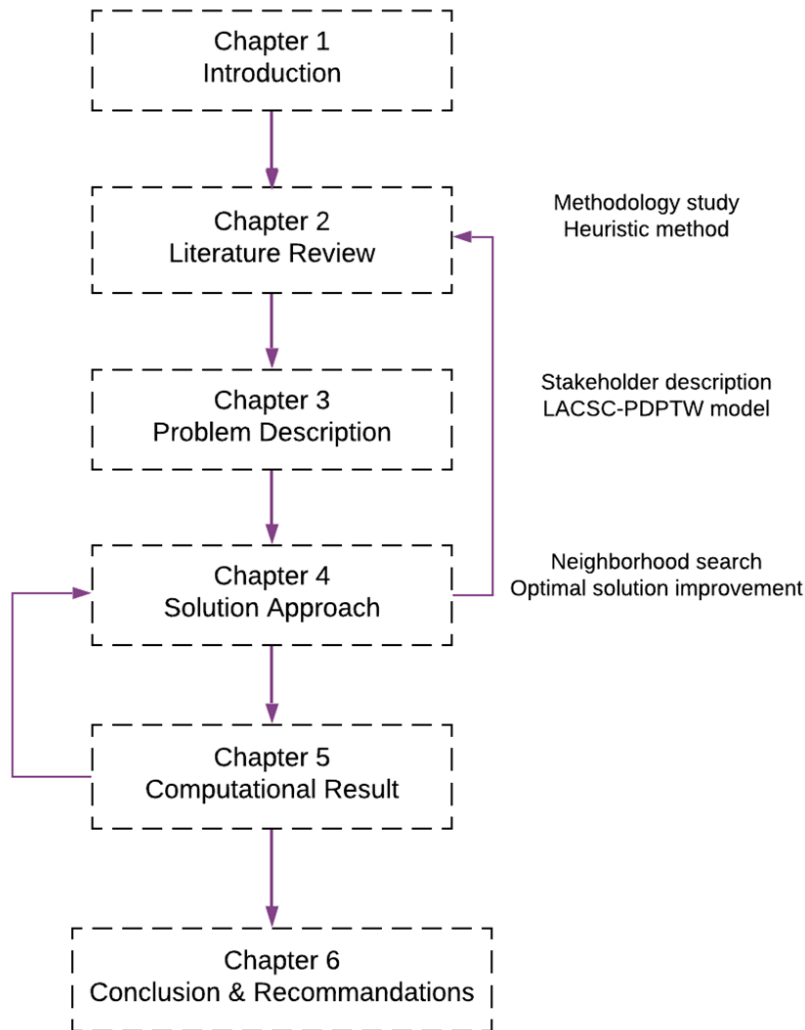 Chapter 1
Introduction
Chapter 2
Literature Review
Methodology study
Heuristic method
Chapter 3
Problem Description
Stakeholder description
LACSC-PDPTW model
Chapter 4
Solution Approach
Neighborhood search
Optimal solution improvement
Chapter 5
Computational Result
Chapter 6
Conclusion & Recommandations